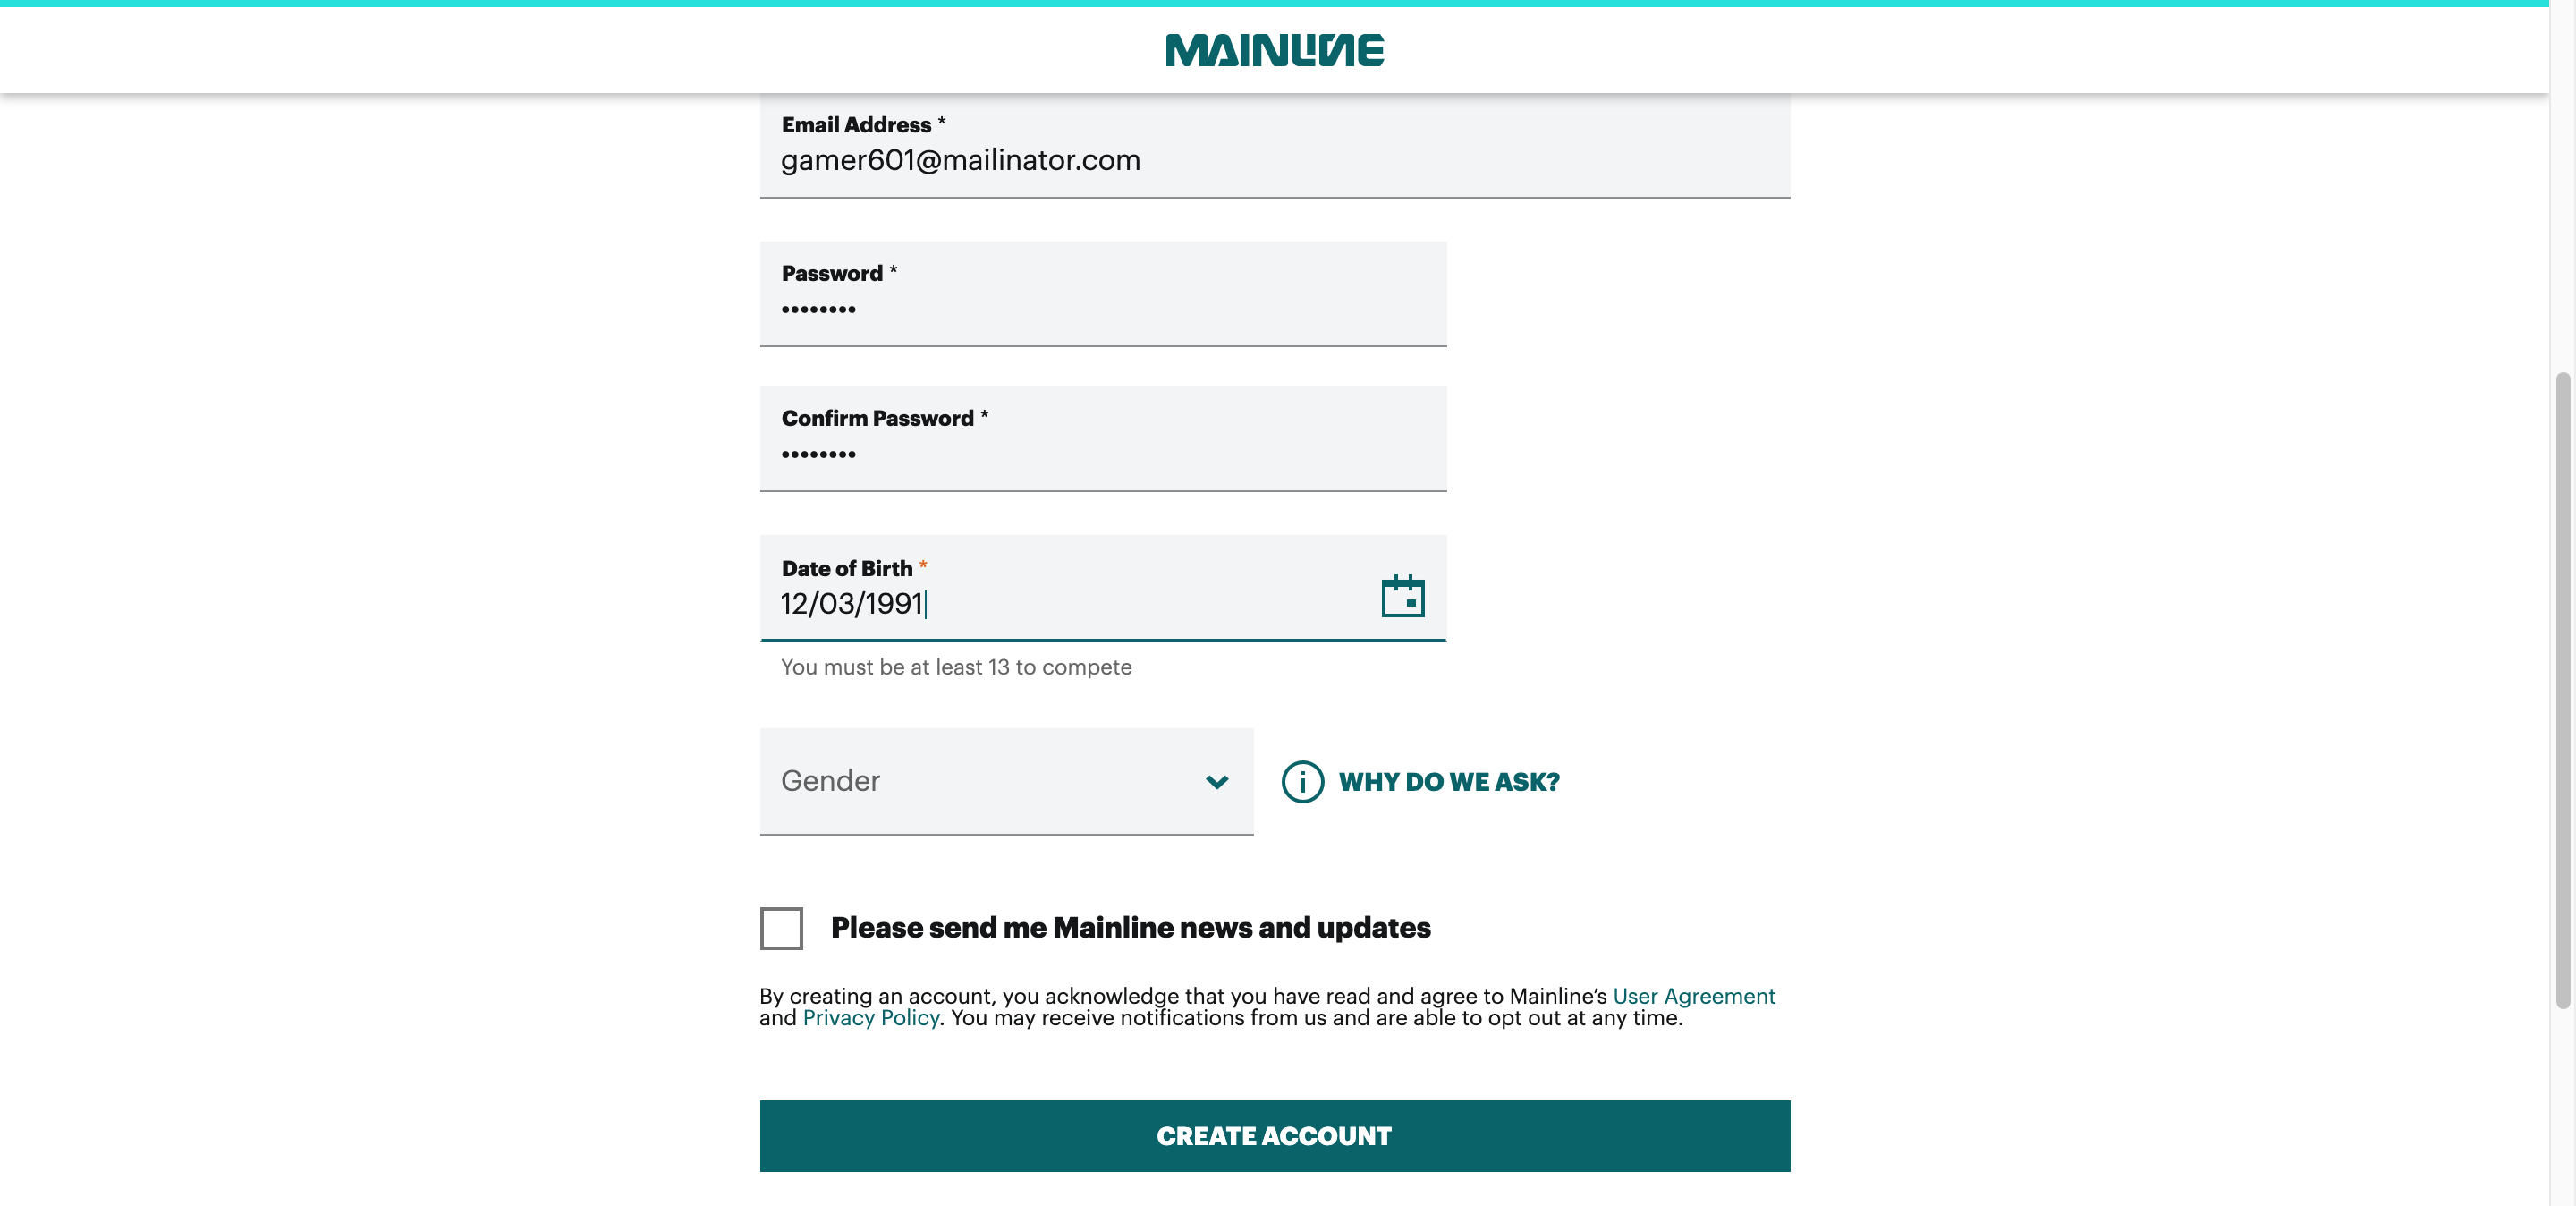 MAINLINE
Email Address *
gamer601@mailinator.com
Password *
••••••••
Confirm Password *
••••••••
Date of Birth *
12/03/1991
You must be at least 13 to compete
Gender
WHY DO WE ASK?
Please send me Mainline news and updates
By creating an account, you acknowledge that you have read and agree to Mainline’s User Agreement
and Privacy Policy. You may receive notifications from us and are able to opt out at any time.
CREATE ACCOUNT